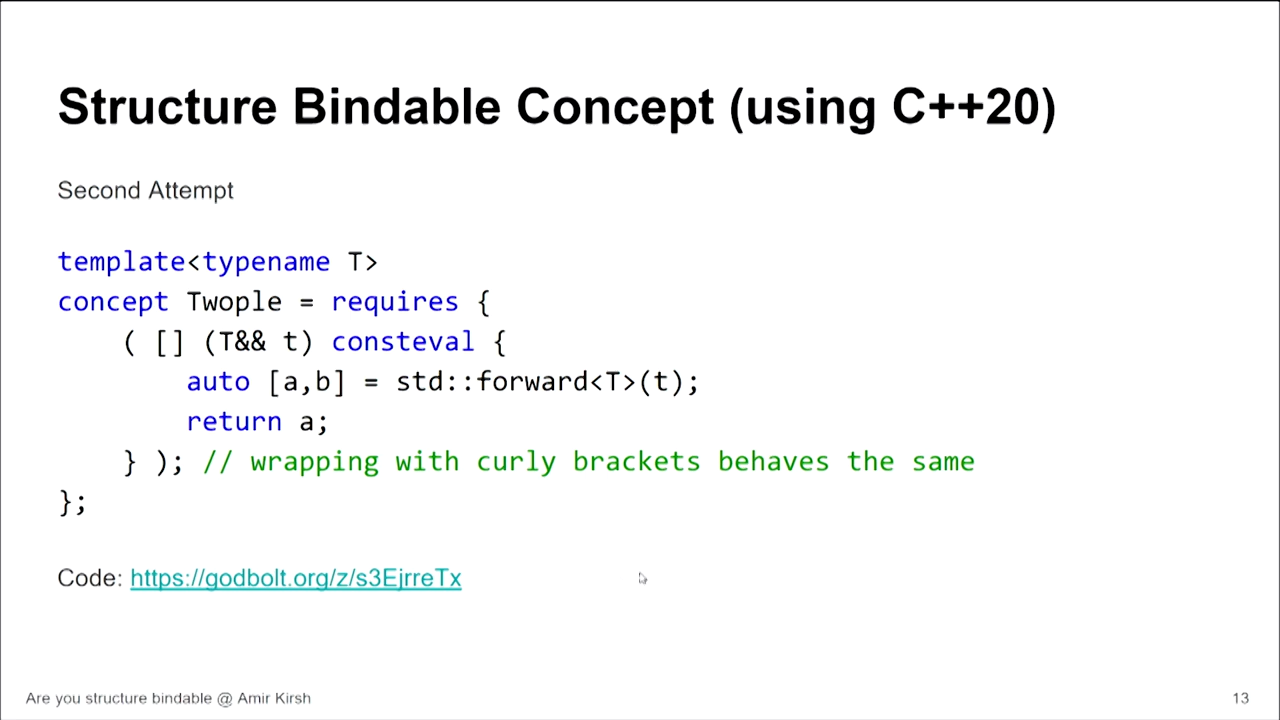 Structure Bindable Concept (using C++20)
Second Attempt
template<typename T>
concept Twople = requires {
    ( [] (T&& t) consteval {
        auto [a,b] = std::forward<T>(t);
        return a;
    } ); // wrapping with curly brackets behaves the same
};
Code: https://godbolt.org/z/s3EjrreTx
Are you structure bindable @ Amir Kirsh
13